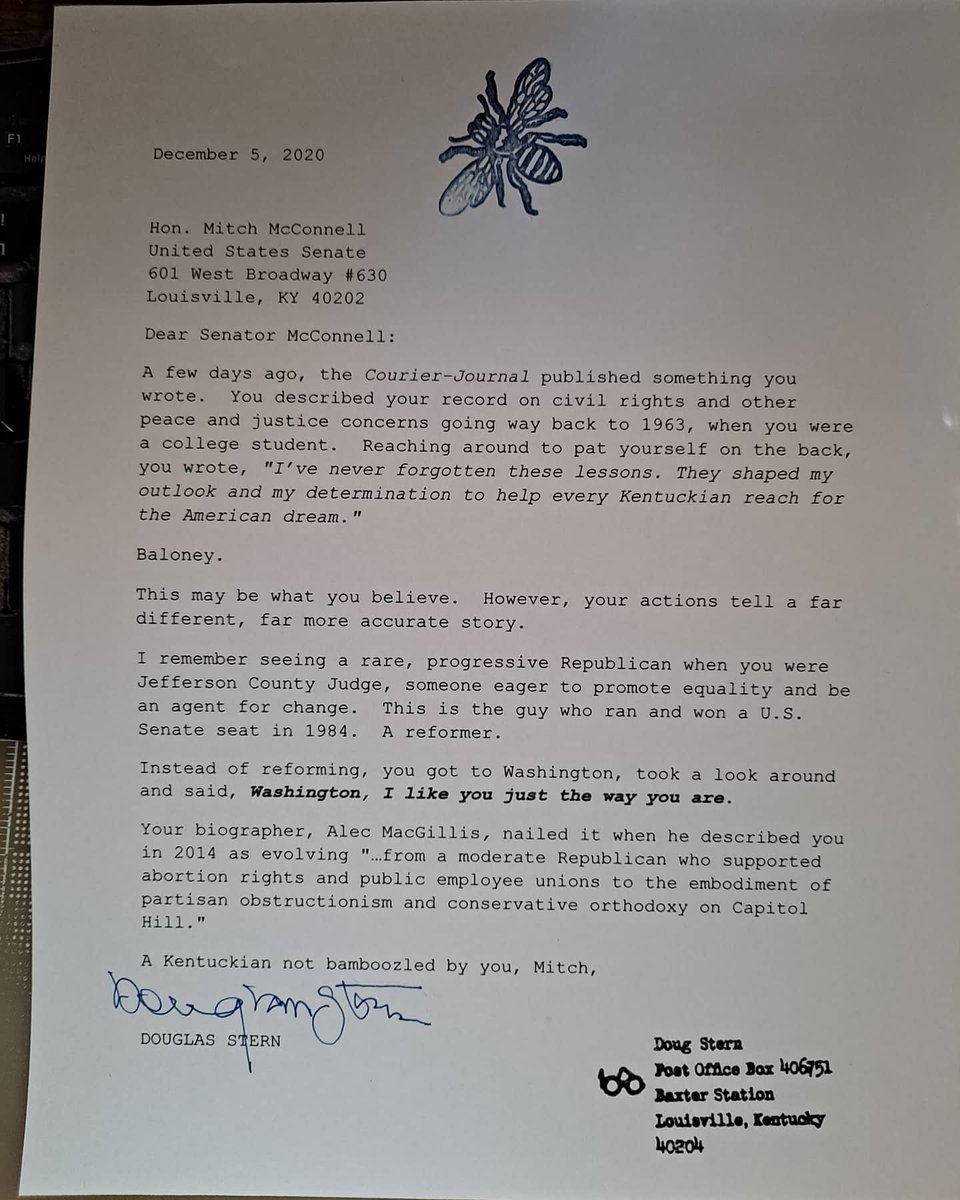 F1
Help
!
1
December 5, 2020
Hon. Mitch McConnell
United States Senate
601 West Broadway #630
Louisville, KY 40202
Dear Senator McConnell:
A few days ago, the Courier-Journal published something you
wrote. You described your record on civil rights and other
peace and justice concerns going way back to 1963, when you were
a college student. Reaching around to pat yourself on the back,
you wrote, "I've never forgotten these lessons. They shaped my
outlook and my determination to help every Kentuckian reach for
the American dream."
Baloney.
This may be what you believe. However, your actions tell a far
different, far more accurate story.
I remember seeing a rare, progressive Republican when you were
Jefferson County Judge, someone eager to promote equality and be
an agent for change. This is the guy who ran and won a U.S.
Senate seat in 1984. A reformer.
Instead of reforming, you got to Washington, took a look around
and said, Washington, I like you just the way you are.
Your biographer, Alec MacGillis, nailed it when he described you
in 2014 as evolving "…from a moderate Republican who supported
abortion rights and public employee unions to the embodiment of
partisan obstructionism and conservative orthodoxy on Capitol
Hill."
A Kentuckian not bamboozled by you, Mitch,
DOUGLAS STERN
Doug Stern
Post Office Box 406751
Baxter Station
Louisville, Kentucky
40204